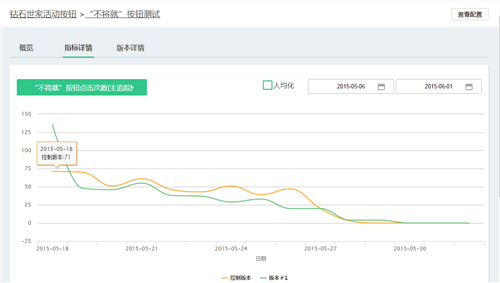 钻石世家活动按钮 > “不将就”按钮测试
查看配置
概览 指标详情 版本详情
“不将就”按钮点击次数(主追踪)
人均化 2015-05-06 2015-06-01
150
125
100
75
50
25
0
-25
2015-05-18
控制版本:71
2015-05-18 2015-05-21 2015-05-24 2015-05-27 2015-05-30
日期
控制版本 版本#1